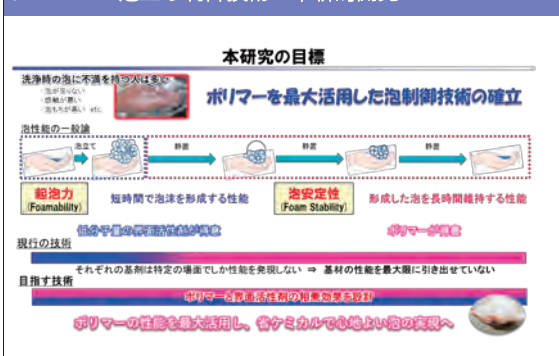 本研究の目標
洗浄時の泡に不満を持つ人は多い
・泡が足りない
・感触が悪い
・泡もちが悪い etc.
ポリマーを最大活用した泡制御技術の確立
泡性能の一般論
泡立て 静置 静置 静置
起泡力
(Foamability)
短時間で泡沫を形成する性能
泡安定性
(Foam Stability)
形成した泡を長時間維持する性能
低分子量の界面活性剤が得意
ポリマーが得意
現行の技術
それぞれの基剤は特定の場面でしか性能を発現しない ⇒ 基材の性能を最大限に引き出せていない
目指す技術
ポリマーと界面活性剤の相乗効果を設計
ポリマーの性能を最大活用し、省ケミカルで心地よい泡の実現へ